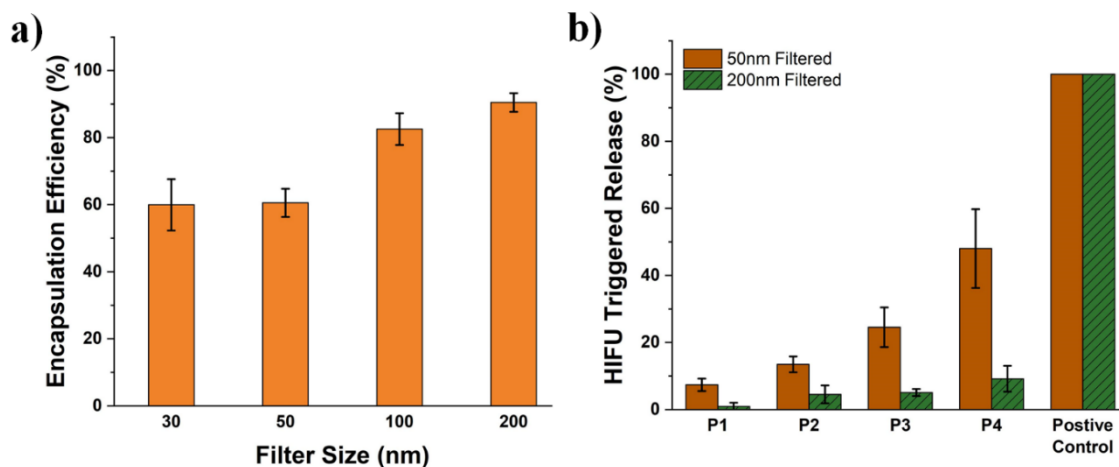 a)
Encapsulation Efficiency (%)
100
80
60
40
20
0
30 50 100 200
Filter Size (nm)
b)
HIFU Triggered Release (%)
50nm Filtered
200nm Filtered
100
80
60
40
20
0
P1 P2 P3 P4 Postive
Control